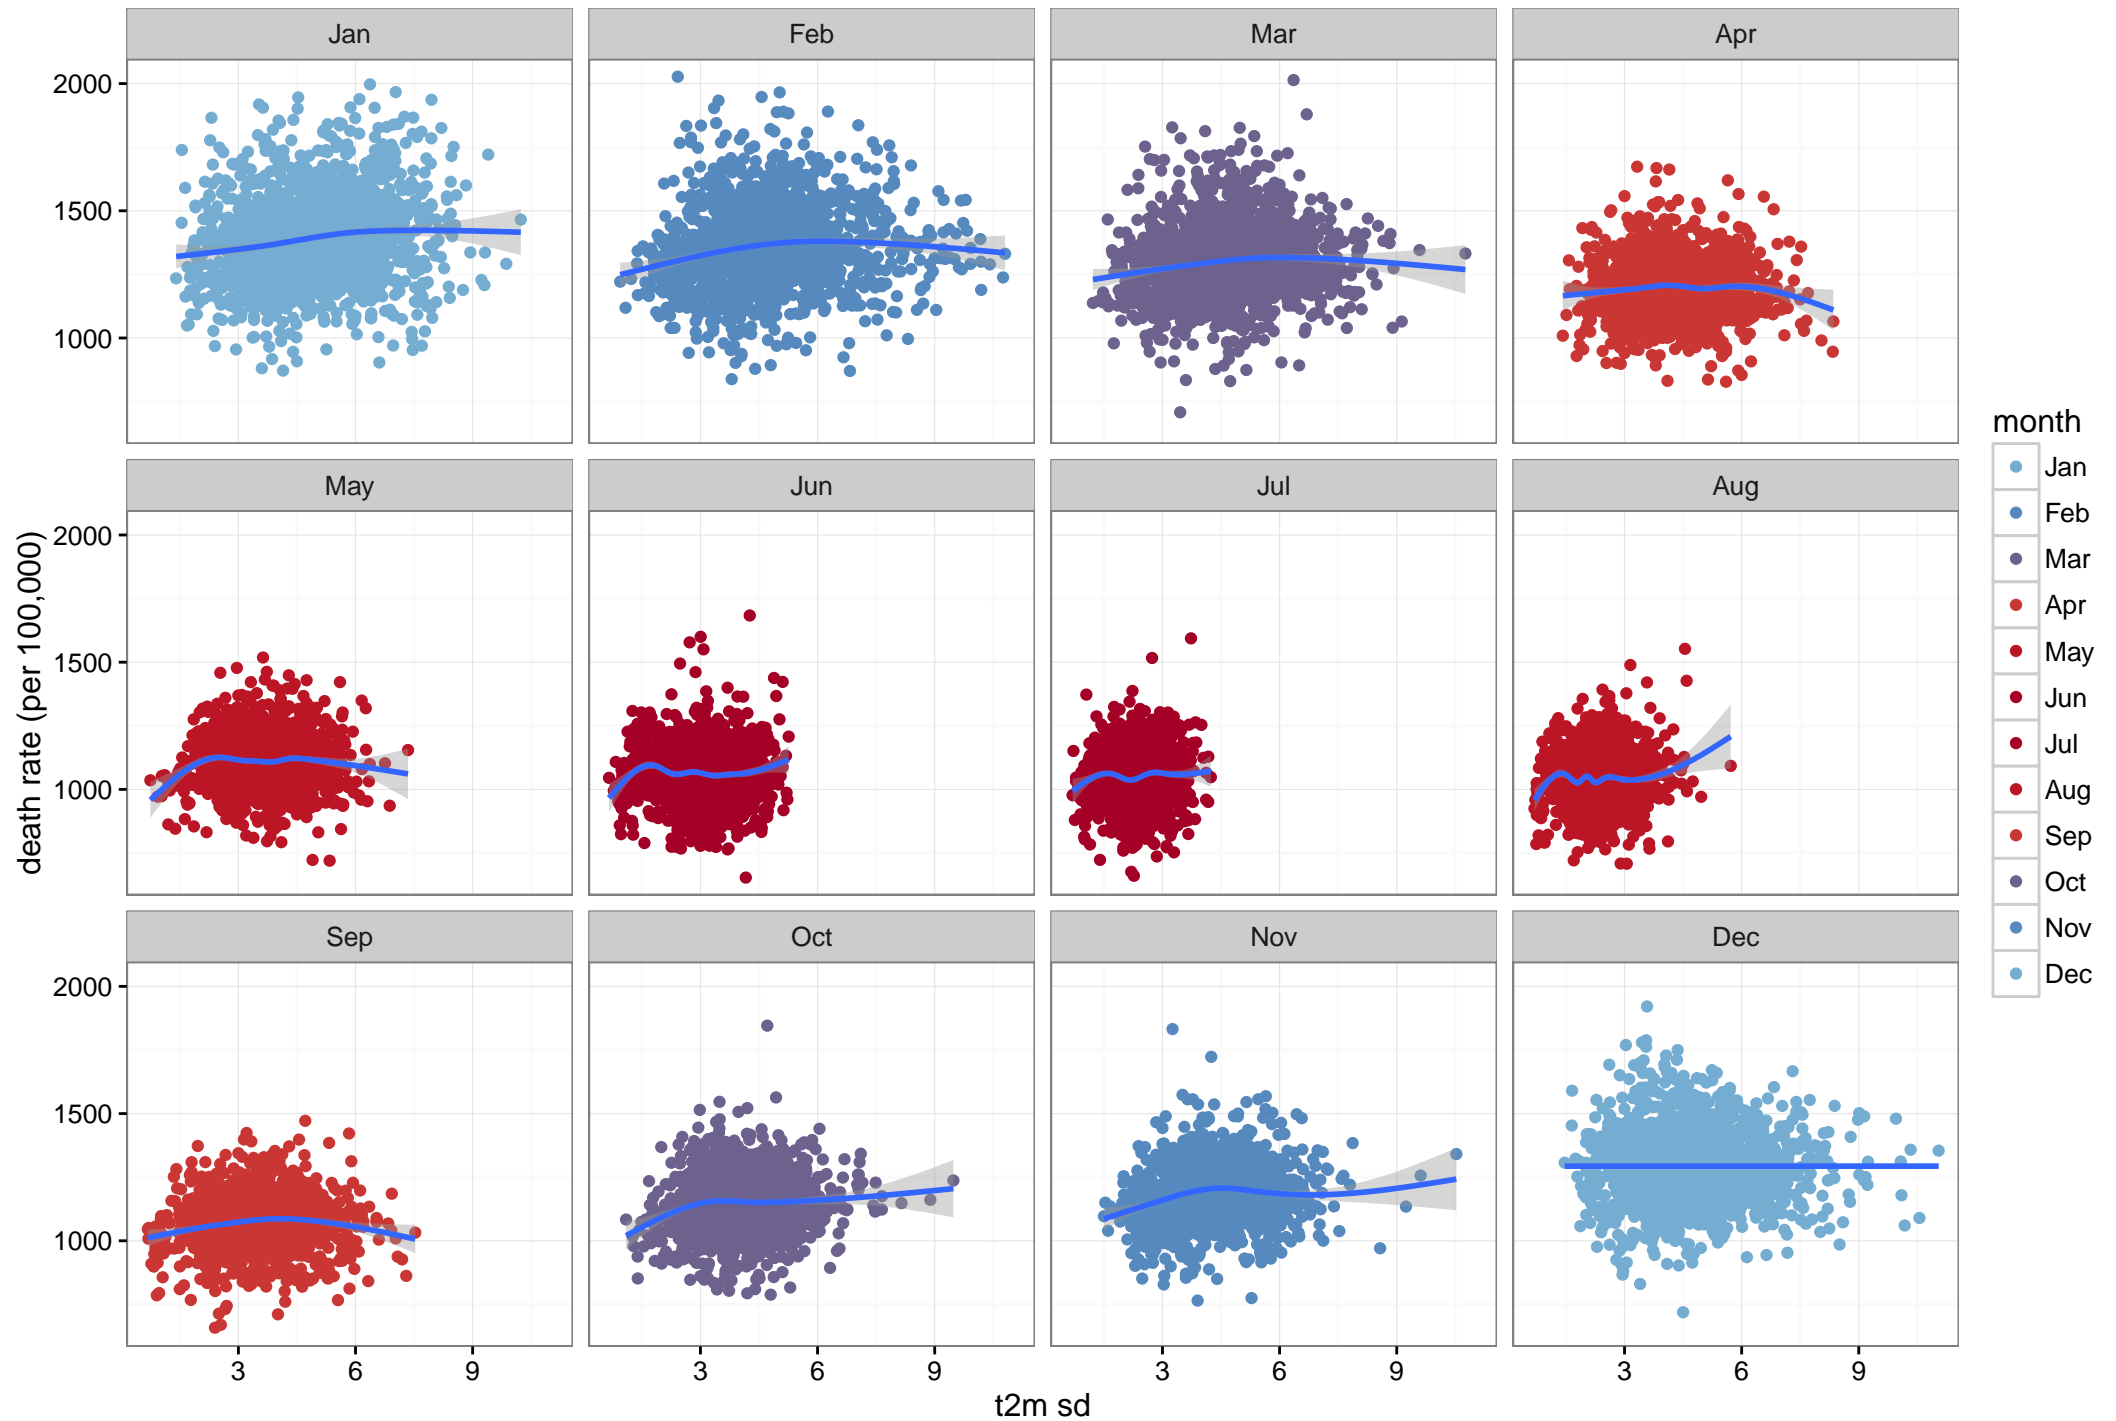 Jan Feb Mar Apr
2000
1500
1000
May Jun Jul Aug
2000
1500
1000
Sep Oct Nov Dec
2000
1500
1000
3 6 9 3 6 9 3 6 9 3 6 9
t2m sd
death rate (per 100,000)
month
Jan
Feb
Mar
Apr
May
Jun
Jul
Aug
Sep
Oct
Nov
Dec